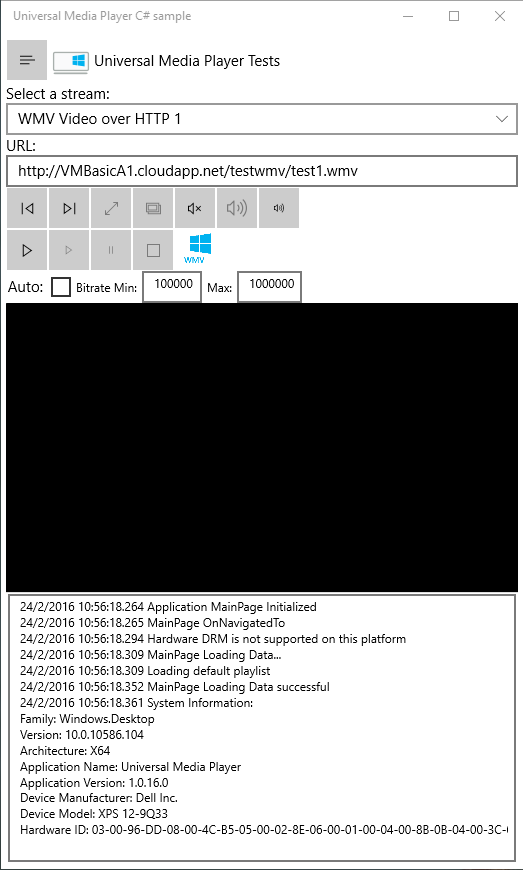 Universal Media Player C# sample
Universal Media Player Tests
Select a stream:
WMV Video over HTTP 1
URL:
http://VMBasicA1.cloudapp.net/testwmv/test1.wmv
WMV
Auto: Bitrate Min: 100000 Max: 1000000
24/2/2016 10:56:18.264 Application MainPage Initialized
24/2/2016 10:56:18.265 MainPage OnNavigatedTo
24/2/2016 10:56:18.294 Hardware DRM is not supported on this platform
24/2/2016 10:56:18.309 MainPage Loading Data...
24/2/2016 10:56:18.309 Loading default playlist
24/2/2016 10:56:18.352 MainPage Loading Data successful
24/2/2016 10:56:18.361 System Information:
Family: Windows.Desktop
Version: 10.0.10586.104
Architecture: X64
Application Name: Universal Media Player
Application Version: 1.0.16.0
Device Manufacturer: Dell Inc.
Device Model: XPS 12-9Q33
Hardware ID: 03-00-96-DD-08-00-4C-B5-05-00-02-8E-06-00-01-00-04-00-8B-0B-04-00-3C-